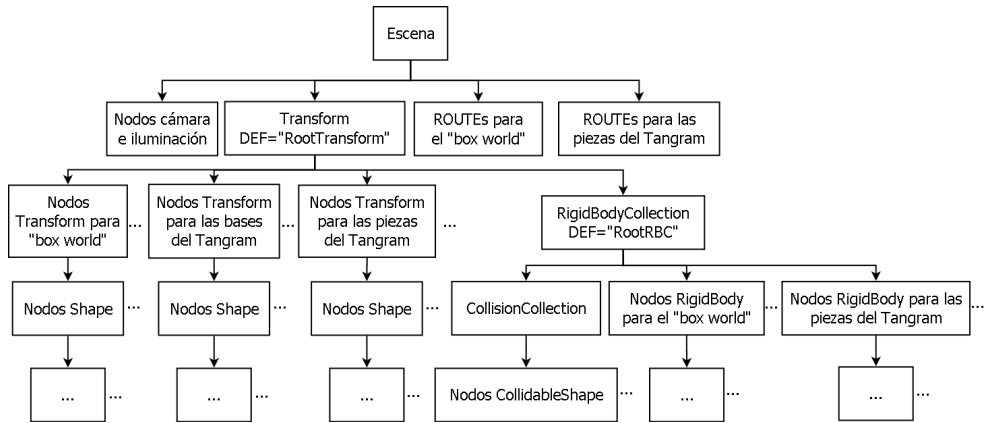 Escena
Nodos cámara
e iluminación
Transform
DEF="RootTransform"
ROUTEs para
el "box world"
ROUTEs para las
piezas del Tangram
Nodos
Transform para
"box world"
...
Nodos Transform
para las bases
del Tangram
...
Nodos Transform
para las piezas
del Tangram
...
RigidBodyCollection
DEF="RootRBC"
Nodos Shape
...
Nodos Shape
...
Nodos Shape
...
CollisionCollection
Nodos RigidBody
para el "box world"
...
Nodos RigidBody para las
piezas del Tangram
...
...
...
...
...
...
...
Nodos CollidableShape
...
...
...
...
...